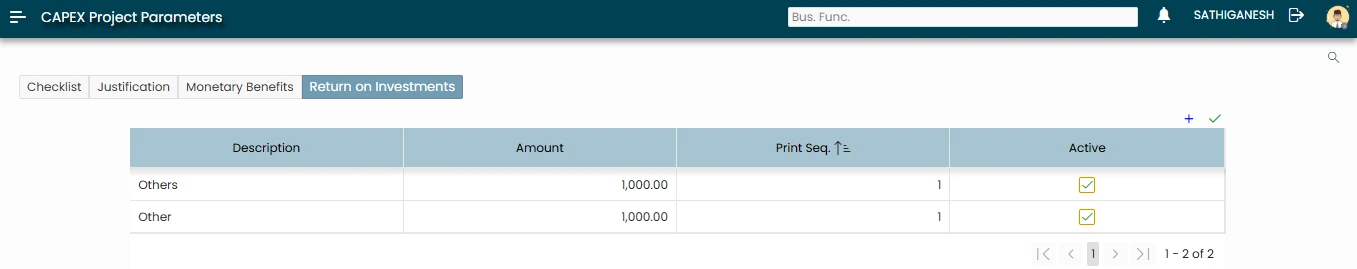 CAPEX Project Parameters Bus. Func. SATHIGANESH
Checklist Justification Monetary Benefits Return on Investments
Description Amount Print Seq. Active
Others 1,000.00 1
Other 1,000.00 1
1 1 - 2 of 2